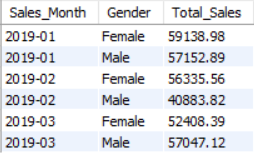 Sales_Month Gender Total_Sales
2019-01 Female 59138.98
2019-01 Male 57152.89
2019-02 Female 56335.56
2019-02 Male 40883.82
2019-03 Female 52408.39
2019-03 Male 57047.12